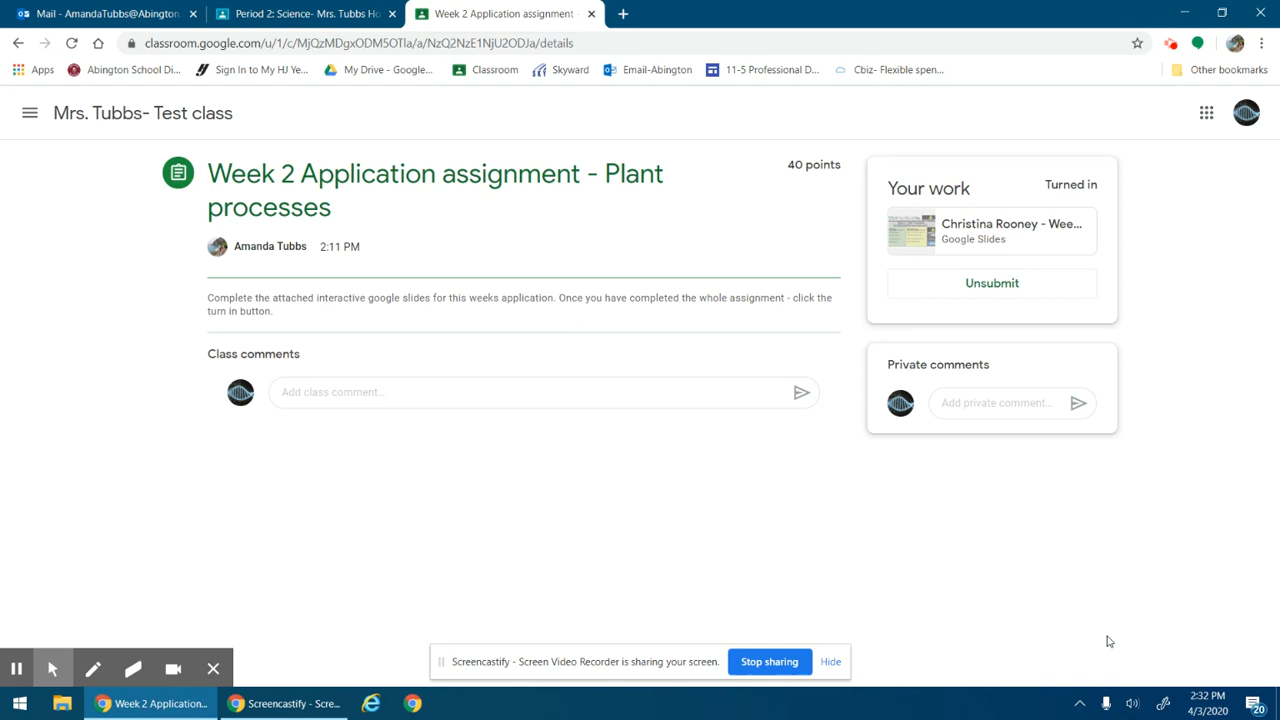 Mail - AmandaTubbs@Abington.
Period 2: Science- Mrs. Tubbs Ho
Week 2 Application assignment -
classroom.google.com/u/1/c/MjQzMDgxODM5OTla/a/NzQ2NzE1NjU2ODJa/details
Apps
Abington School Di...
Sign In to My HJ Ye...
My Drive - Google...
Classroom
Skyward
Email-Abington
11-5 Professional D...
Cbiz- Flexible spen...
Other bookmarks
Mrs. Tubbs- Test class
Week 2 Application assignment - Plant
processes
40 points
Amanda Tubbs 2:11 PM
Complete the attached interactive google slides for this weeks application. Once you have completed the whole assignment - click the
turn in button.
Class comments
Add class comment...
Your work
Turned in
Christina Rooney - Wee...
Google Slides
Unsubmit
Private comments
Add private comment...
Screencastify - Screen Video Recorder is sharing your screen.
Stop sharing
Hide
Week 2 Application...
Screencastify - Scre...
2:32 PM
4/3/2020
20